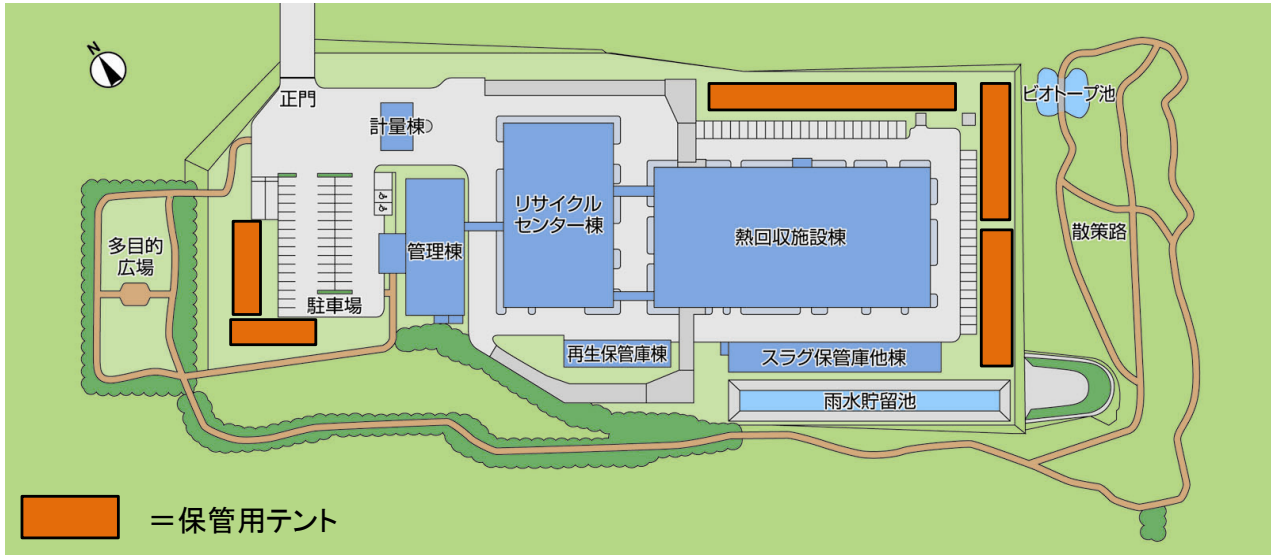 N
正門
計量棟
ビオトープ池
リサイクル
センター棟
多目的
広場
管理棟
熱回収施設棟
散策路
駐車場
再生保管庫棟
スラグ保管庫他棟
雨水貯留池
＝保管用テント